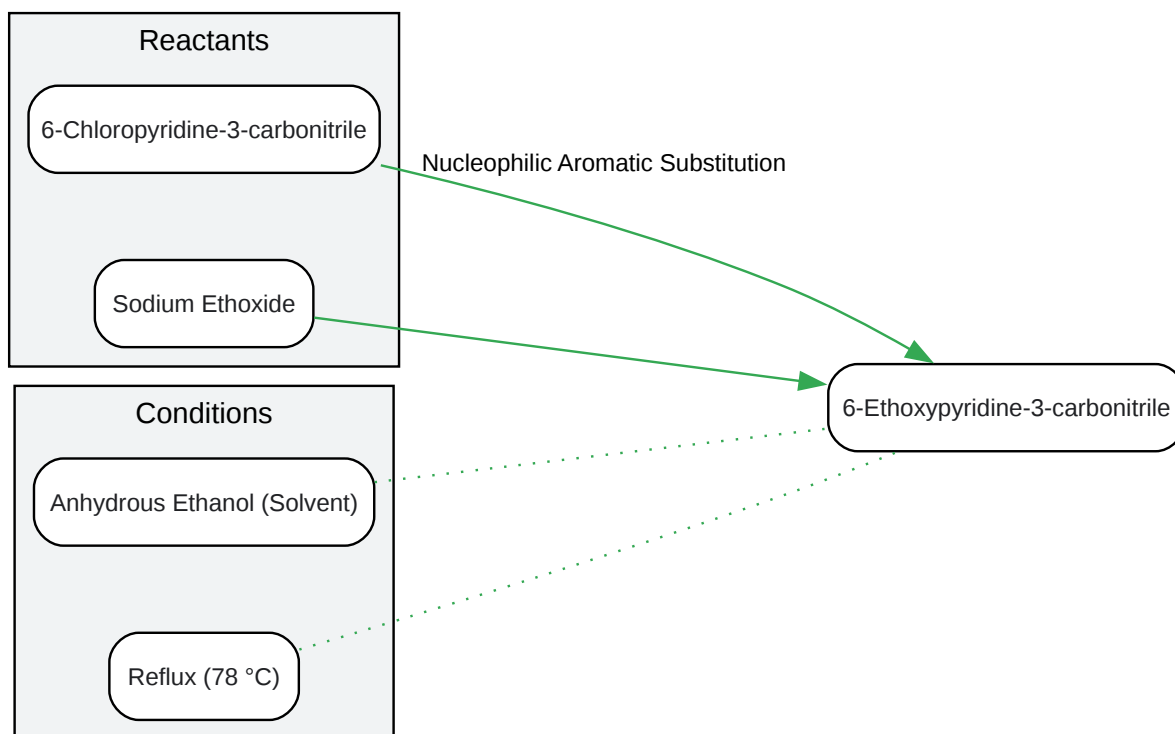 Reactants
6-Chloropyridine-3-carbonitrile
Nucleophilic Aromatic Substitution
Sodium Ethoxide
6-Ethoxypyridine-3-carbonitrile
Conditions
Anhydrous Ethanol (Solvent)
Reflux (78 °C)